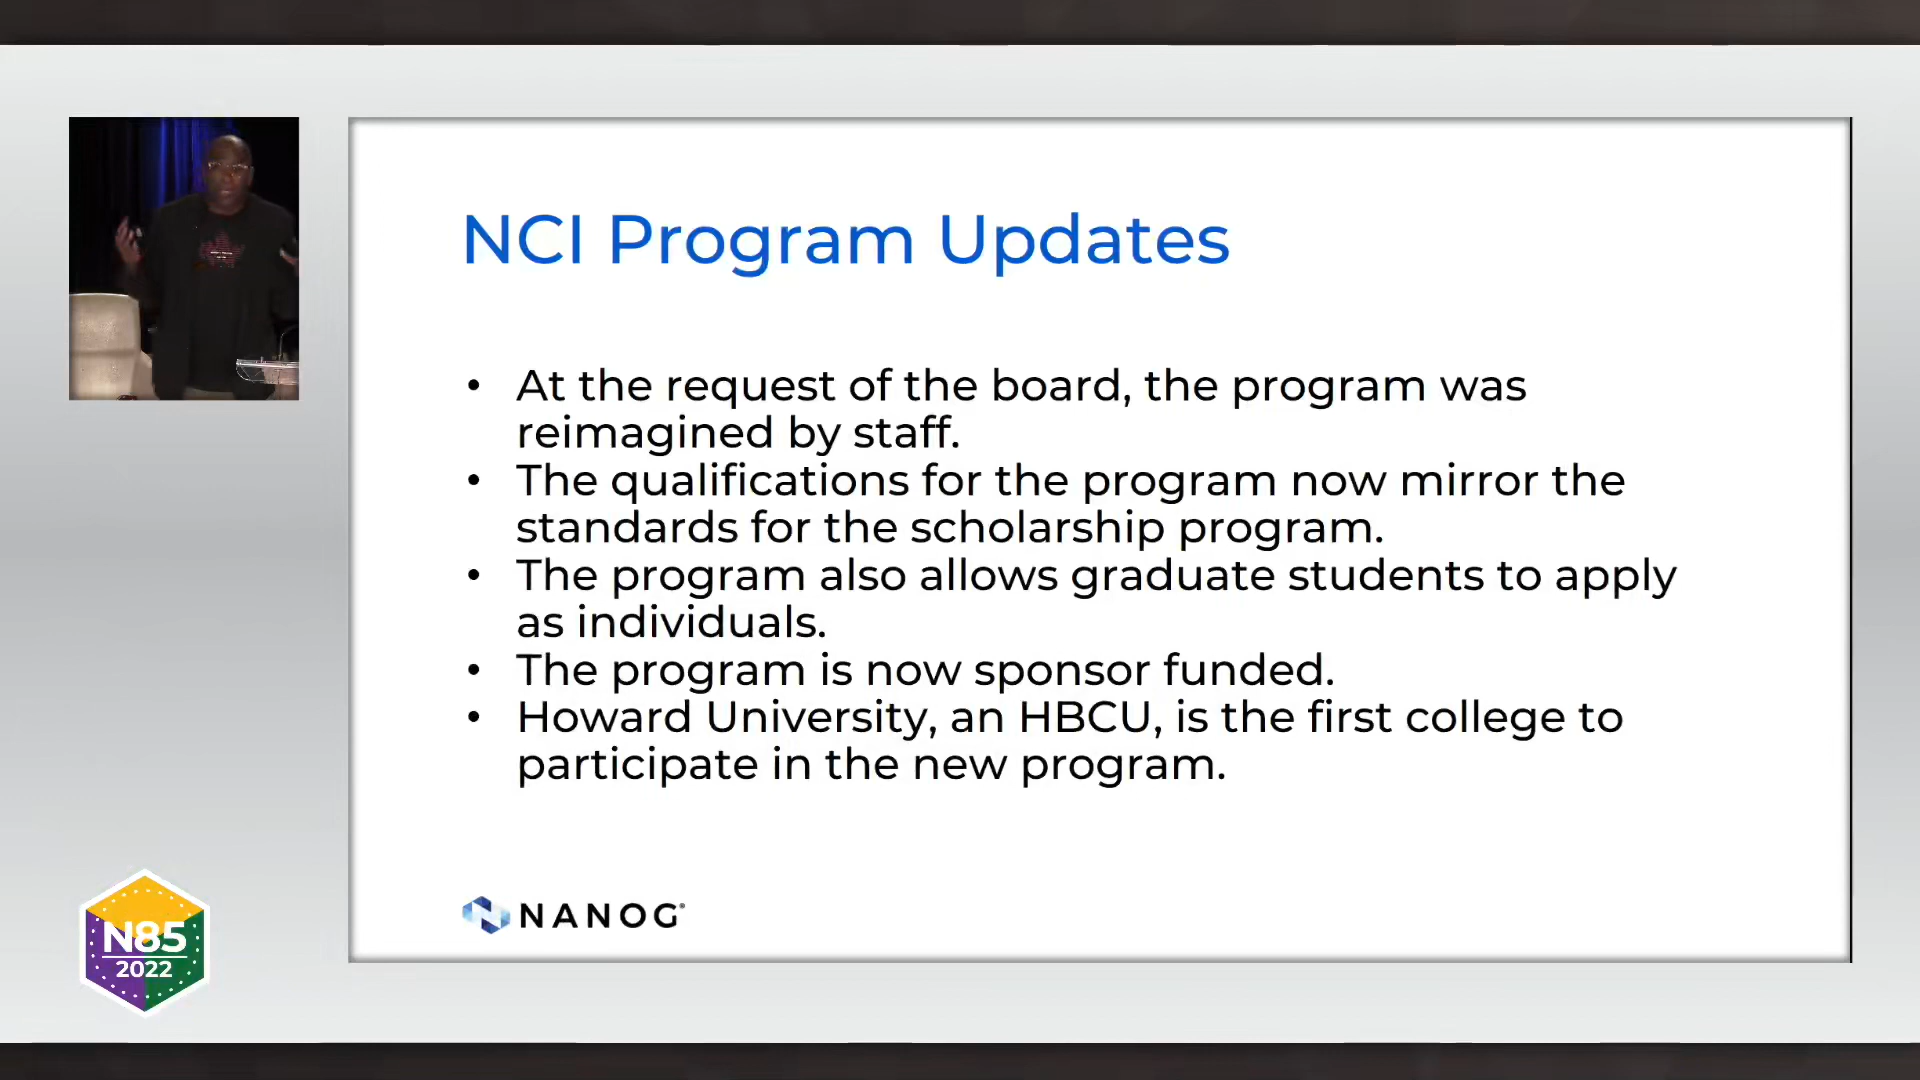 NCI Program Updates
• At the request of the board, the program was
reimagined by staff.
• The qualifications for the program now mirror the
standards for the scholarship program.
• The program also allows graduate students to apply
as individuals.
• The program is now sponsor funded.
• Howard University, an HBCU, is the first college to
participate in the new program.
NANOG®
N85
2022